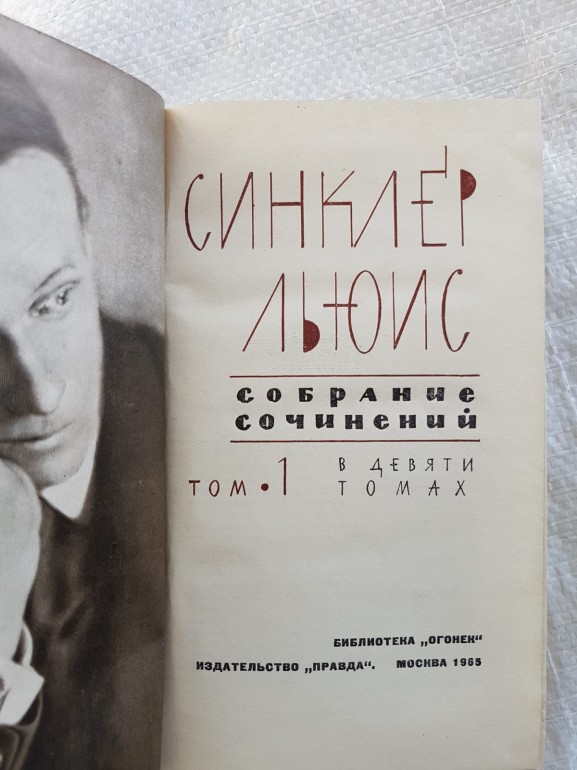 СИНКЛЕР
ЛЬЮИС
СОБРАНИЕ
СОЧИНЕНИЙ
ТОМ • 1
В ДЕВЯТИ
ТОМАХ
БИБЛИОТЕКА „ОГОНЕК“
ИЗДАТЕЛЬСТВО „ПРАВДА“. МОСКВА 1965